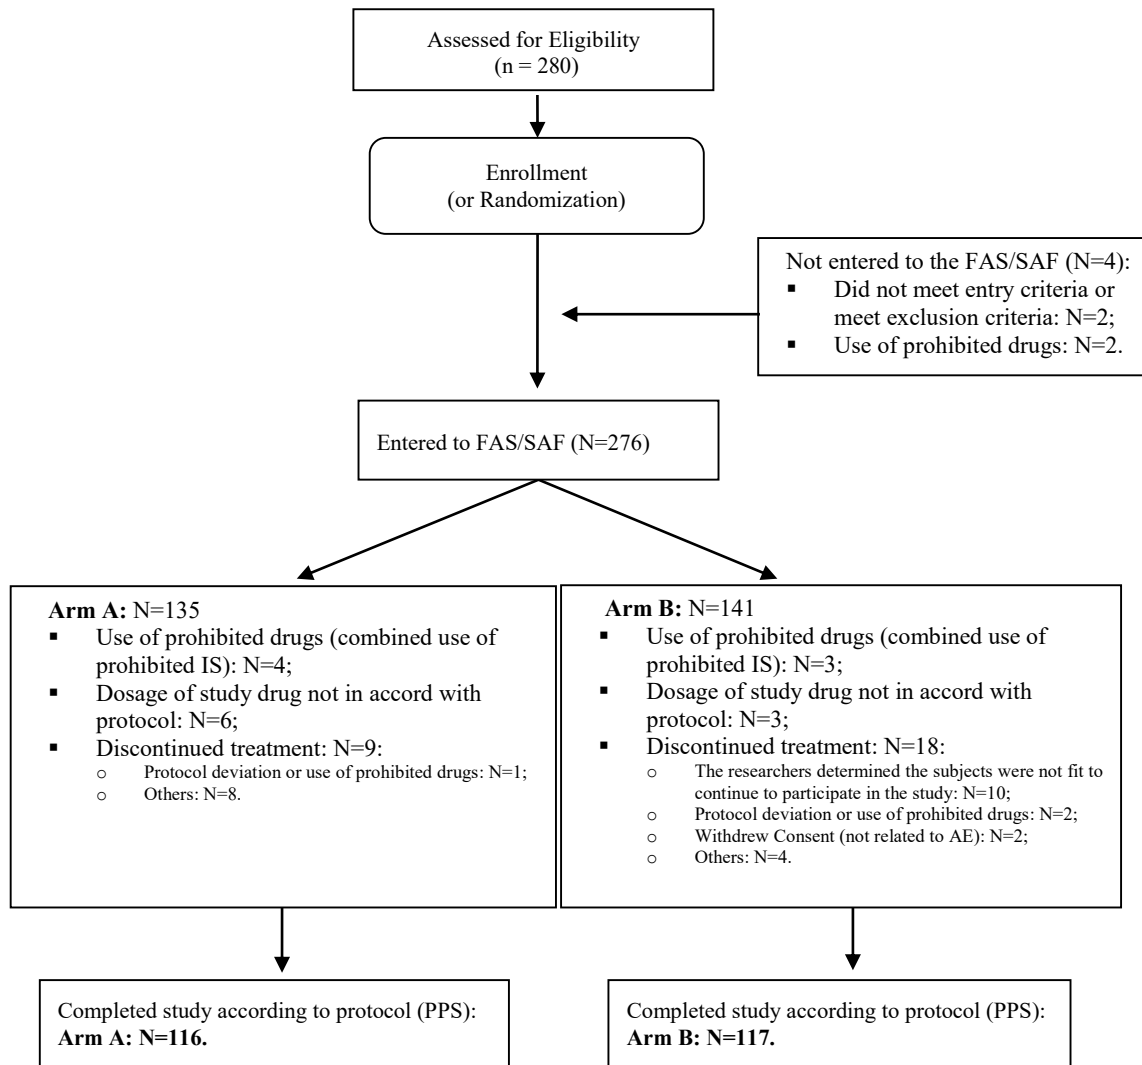 Assessed for Eligibility
(n = 280)
Enrollment
(or Randomization)
Not entered to the FAS/SAF (N=4):
▪ Did not meet entry criteria or
meet exclusion criteria: N=2;
▪ Use of prohibited drugs: N=2.
Entered to FAS/SAF (N=276)
Arm A: N=135
▪ Use of prohibited drugs (combined use of
prohibited IS): N=4;
▪ Dosage of study drug not in accord with
protocol: N=6;
▪ Discontinued treatment: N=9:
o Protocol deviation or use of prohibited drugs: N=1;
o Others: N=8.
Arm B: N=141
▪ Use of prohibited drugs (combined use of
prohibited IS): N=3;
▪ Dosage of study drug not in accord with
protocol: N=3;
▪ Discontinued treatment: N=18:
o The researchers determined the subjects were not fit to
continue to participate in the study: N=10;
o Protocol deviation or use of prohibited drugs: N=2;
o Withdrew Consent (not related to AE): N=2;
o Others: N=4.
Completed study according to protocol (PPS):
Arm A: N=116.
Completed study according to protocol (PPS):
Arm B: N=117.